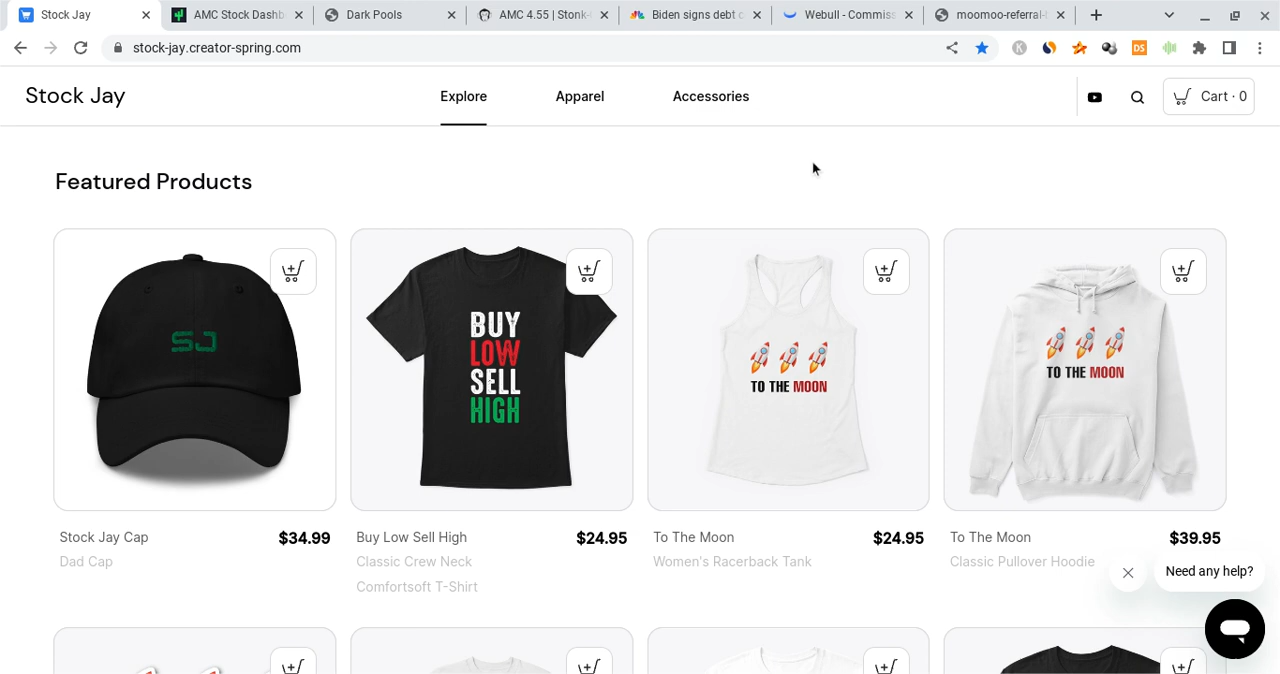 Stock Jay
AMC Stock Dashb
Dark Pools
AMC 4.55 | Stonk-
Biden signs debt c
Webull - Commiss
moomoo-referral-
stock-jay.creator-spring.com
K
DS
Stock Jay
Explore
Apparel
Accessories
Cart · 0
Featured Products
SJ
BUY
LOW
SELL
HIGH
TO THE MOON
TO THE MOON
Stock Jay Cap
$34.99
Dad Cap
Buy Low Sell High
$24.95
Classic Crew Neck
Comfortsoft T-Shirt
To The Moon
$24.95
Women's Racerback Tank
To The Moon
$39.95
Classic Pullover Hoodie
Need any help?